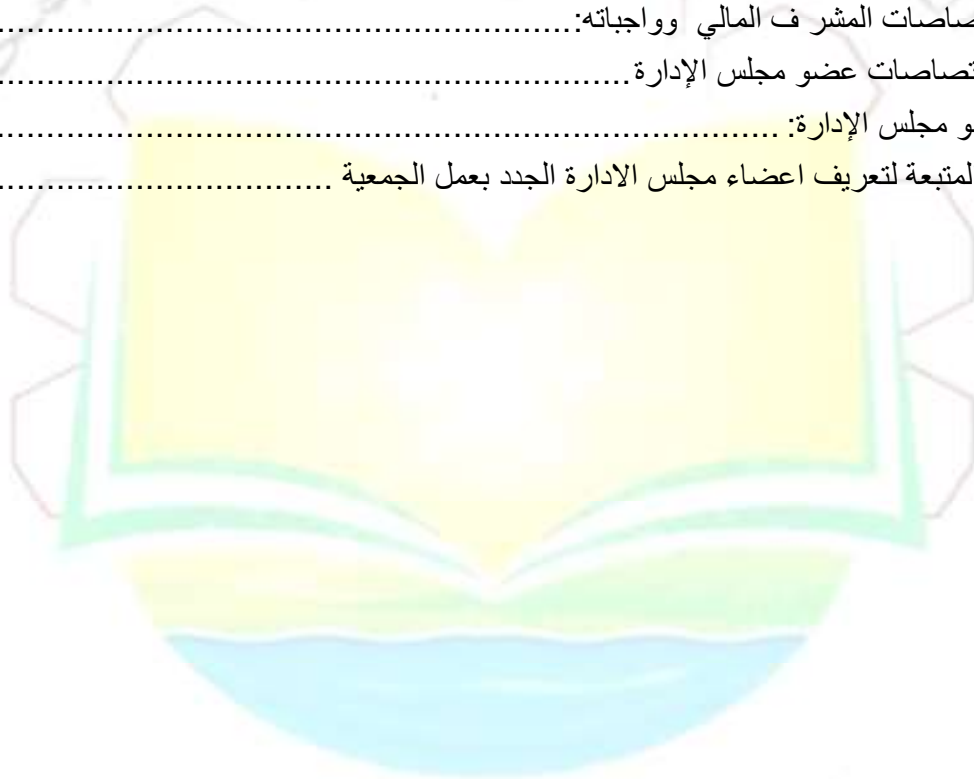 صاصات المشر ف المالي وواجباته:......................................................
تصاصات عضو مجلس الإدارة................................................................
و مجلس الإدارة: ..............................................................................
لمتبعة لتعريف اعضاء مجلس الادارة الجدد بعمل الجمعية .................................